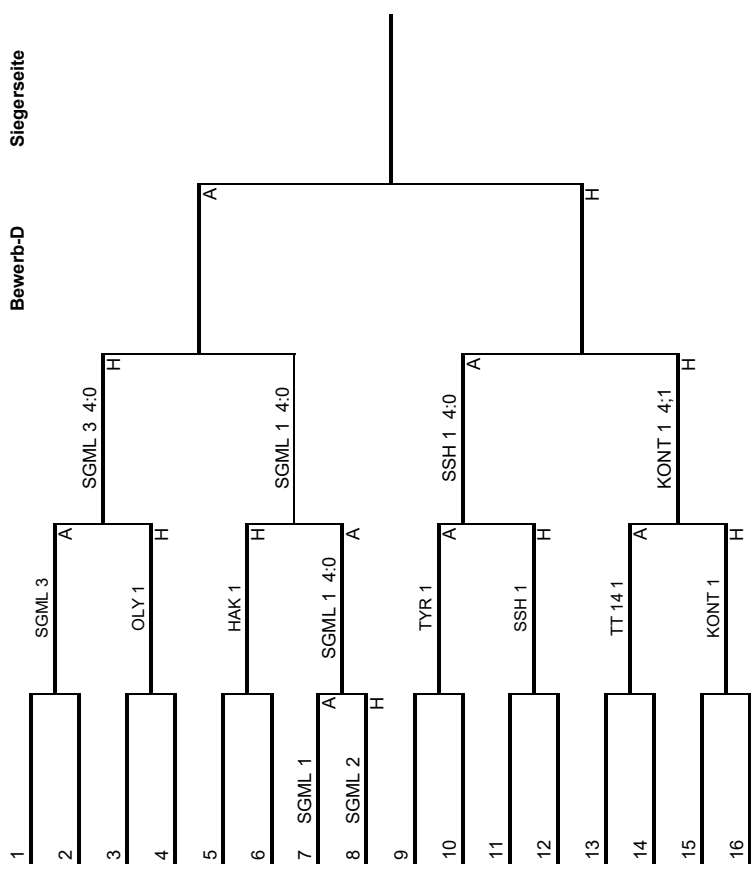 Bewerb-D Siegerseite
1
2
3
4
5
6
7
8
9
10
11
12
13
14
15
16
SGML 1
SGML 2
A
H
SGML 3
OLY 1
HAK 1
SGML 1 4:0
TYR 1
SSH 1
TT 14 1
KONT 1
A
H
H
A
A
H
A
H
SGML 3 4:0
SGML 1 4:0
SSH 1 4:0
KONT 1 4;1
H
A
H
A
H